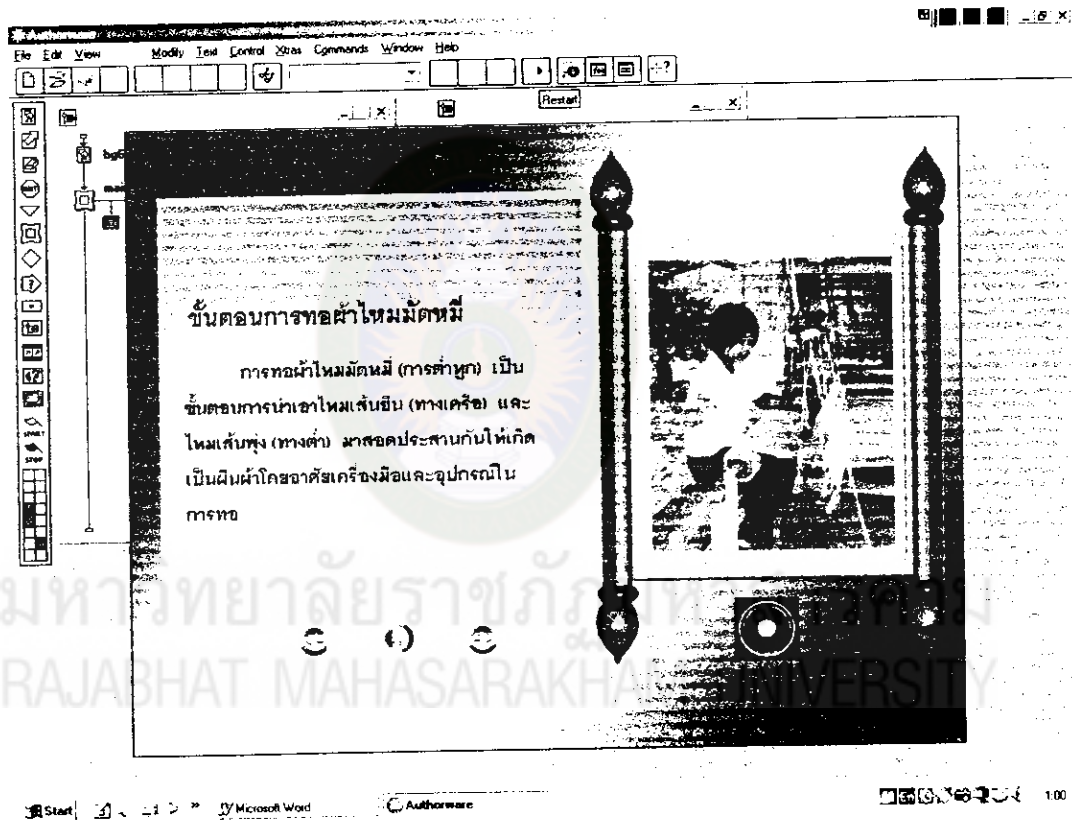 Authorware
File Edit View Modify Text Control Xtras Commands Window Help
Restart
bg5
ขั้นตอนการทอผ้าไหมมัดหมี่
การทอผ้าไหมมัดหมี่ (การต่ำหูก) เป็น
ขั้นตอนการนำเอาไหมเส้นยืน (ทางเครือ) และ
ไหมเส้นพุ่ง (ทางต่ำ) มาสอดประสานกันให้เกิด
เป็นผืนผ้าโดยอาศัยเครื่องมือและอุปกรณ์ใน
การทอ
มหาวิทยาลัยราชภัฏมหาสารคาม
RAJABHAT MAHASARAKHAM UNIVERSITY
Start
Microsoft Word
Authorware
1:00